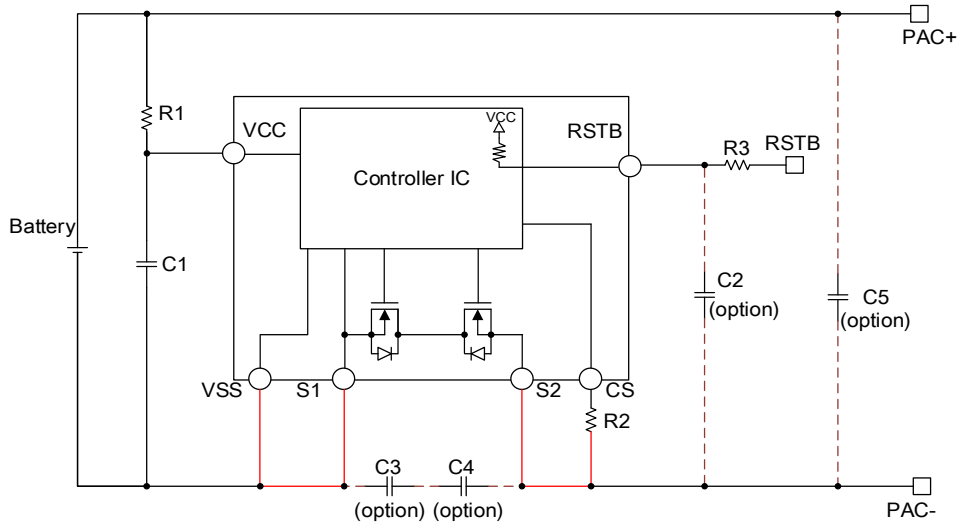 PAC+
R1
VCC
VCC
RSTB
R3
RSTB
Controller IC
Battery
C1
C2
(option)
C5
(option)
VSS
S1
S2
CS
R2
C3
(option)
C4
(option)
PAC-